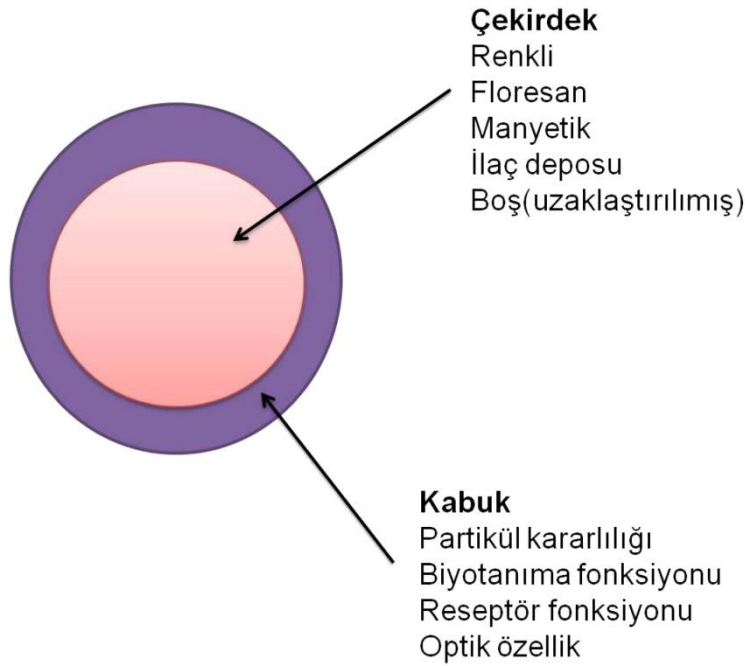 Çekirdek
Renkli
Floresan
Manyetik
İlaç deposu
Boş(uzaklaştırılımış)
Kabuk
Partikül kararlılığı
Biyotanıma fonksiyonu
Reseptör fonksiyonu
Optik özellik